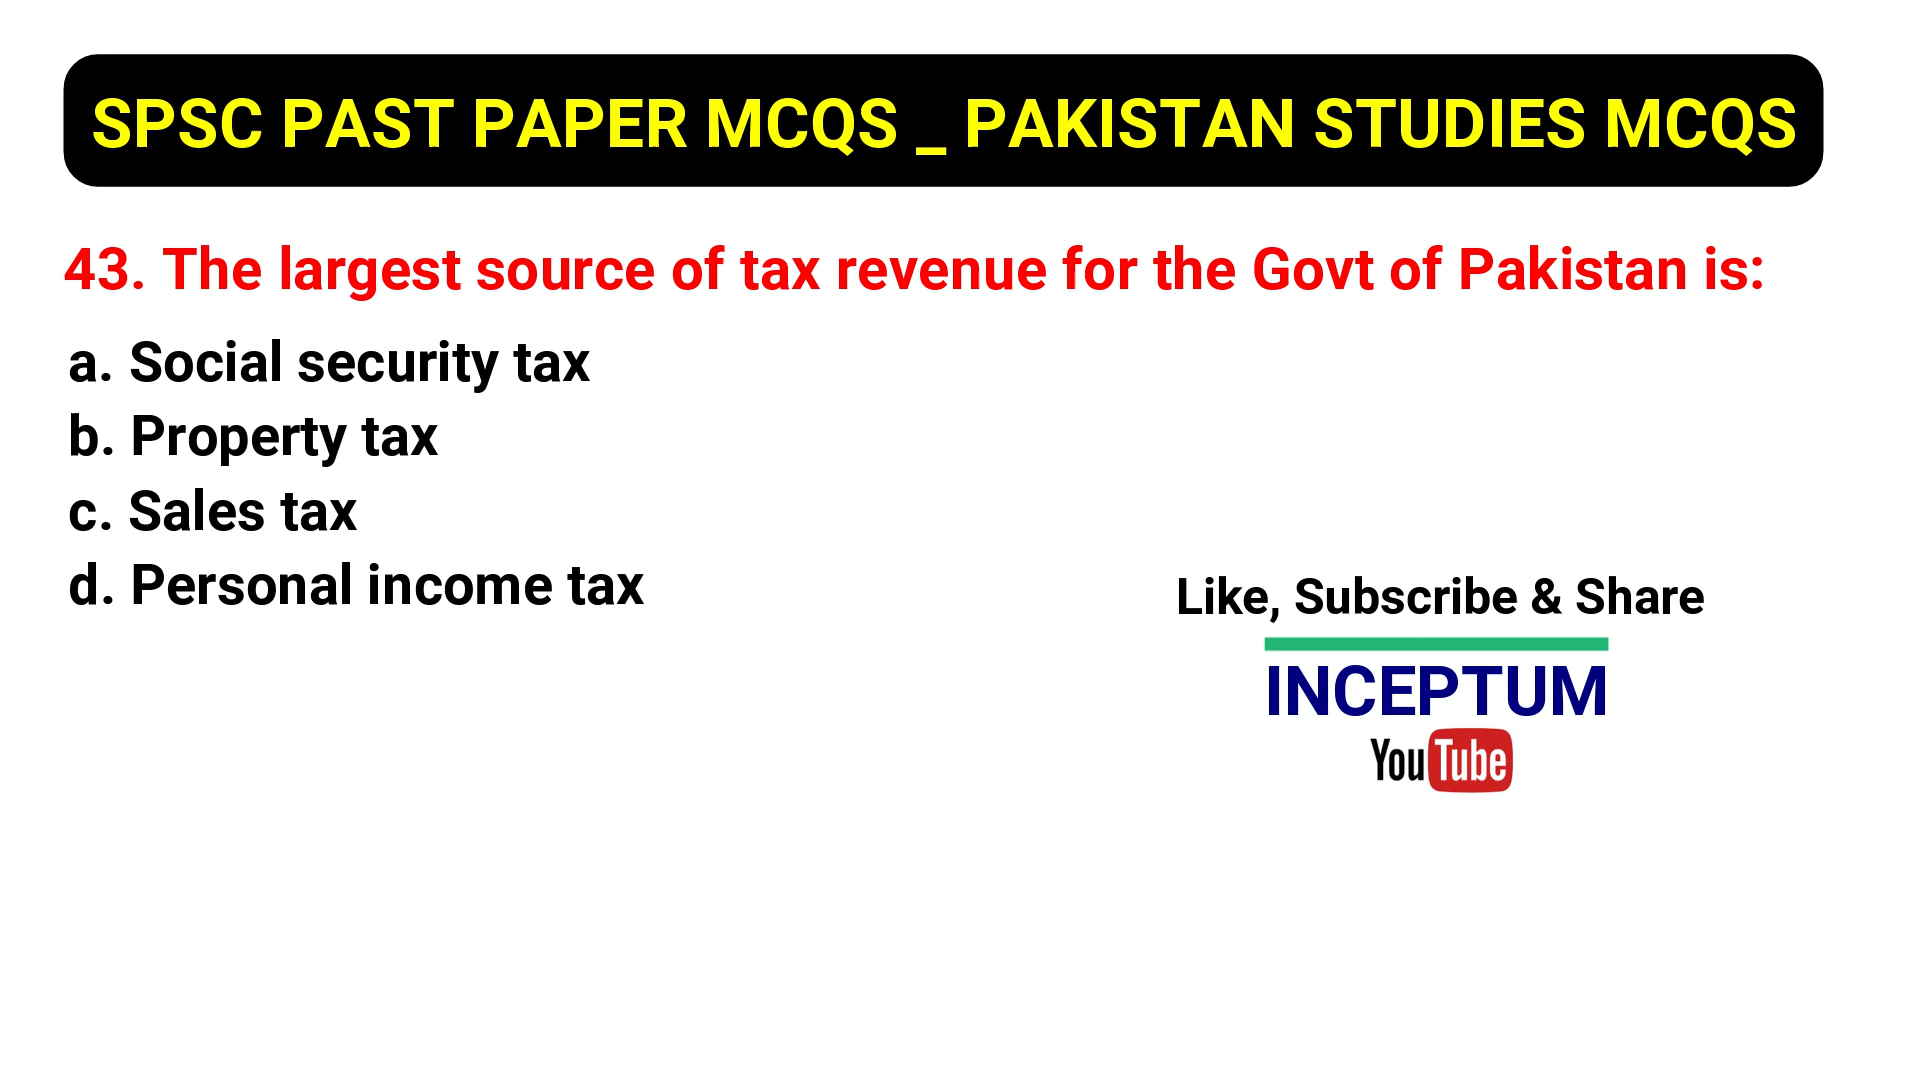 SPSC PAST PAPER MCQS _ PAKISTAN STUDIES MCQS
43. The largest source of tax revenue for the Govt of Pakistan is:
a. Social security tax
b. Property tax
c. Sales tax
d. Personal income tax
Like, Subscribe & Share
INCEPTUM
YouTube